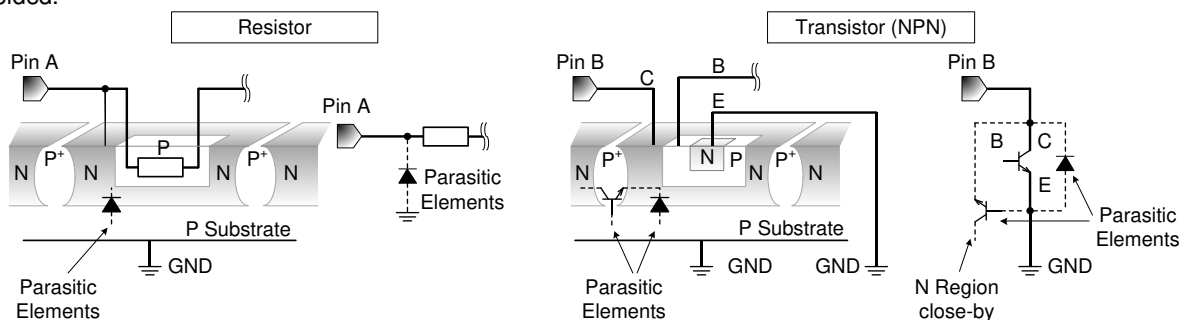 Resistor
Transistor (NPN)
Pin A
Pin A
N
P+
N
P
N
P+
N
Parasitic
Elements
P Substrate
GND
Parasitic
Elements
Pin B
C
B
E
N
P+
N
N
P
N
P+
N
P Substrate
GND
GND
Parasitic
Elements
Pin B
B
C
E
Parasitic
Elements
GND
N Region
close-by